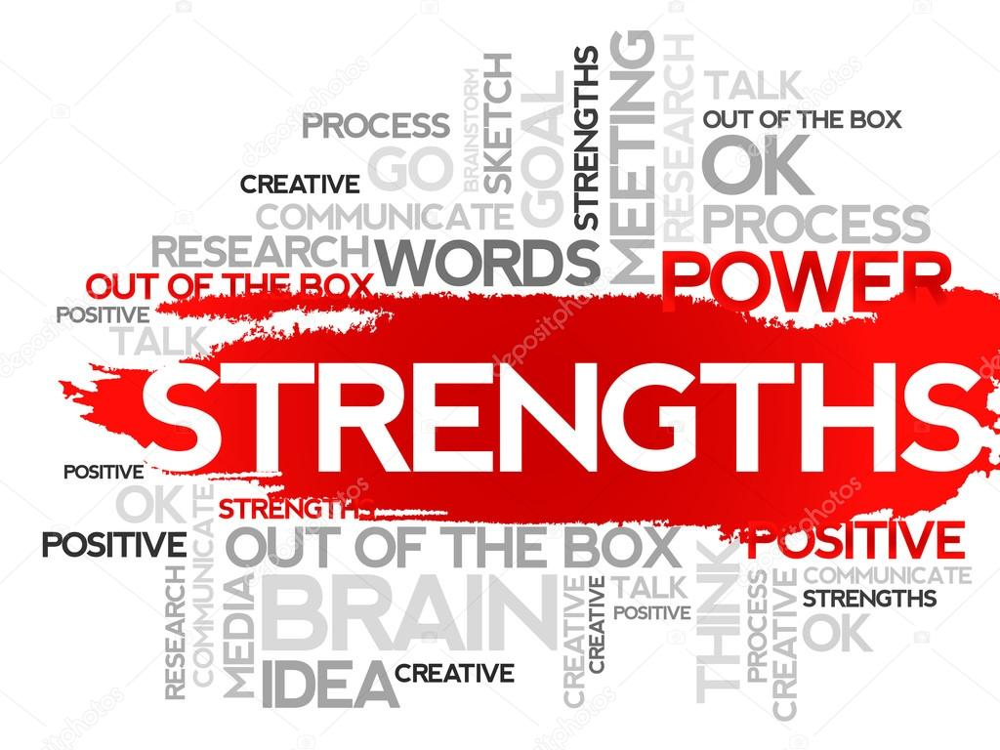 PROCESS
BRAINSTORM
SKETCH
GOAL
STRENGTHS
MEETING
RESEARCH
TALK
OUT OF THE BOX
GO
OK
CREATIVE
COMMUNICATE
PROCESS
RESEARCH
WORDS
POWER
OUT OF THE BOX
POSITIVE
TALK
STRENGTHS
POSITIVE
OK
COMMUNICATE
STRENGTHS
POSITIVE
OUT OF THE BOX
POSITIVE
RESEARCH
MEDIA
BRAIN
CREATIVE
CREATIVE
TALK
POSITIVE
THINK
PROCESS
CREATIVE
COMMUNICATE
STRENGTHS
OK
IDEA
CREATIVE
depositphotos